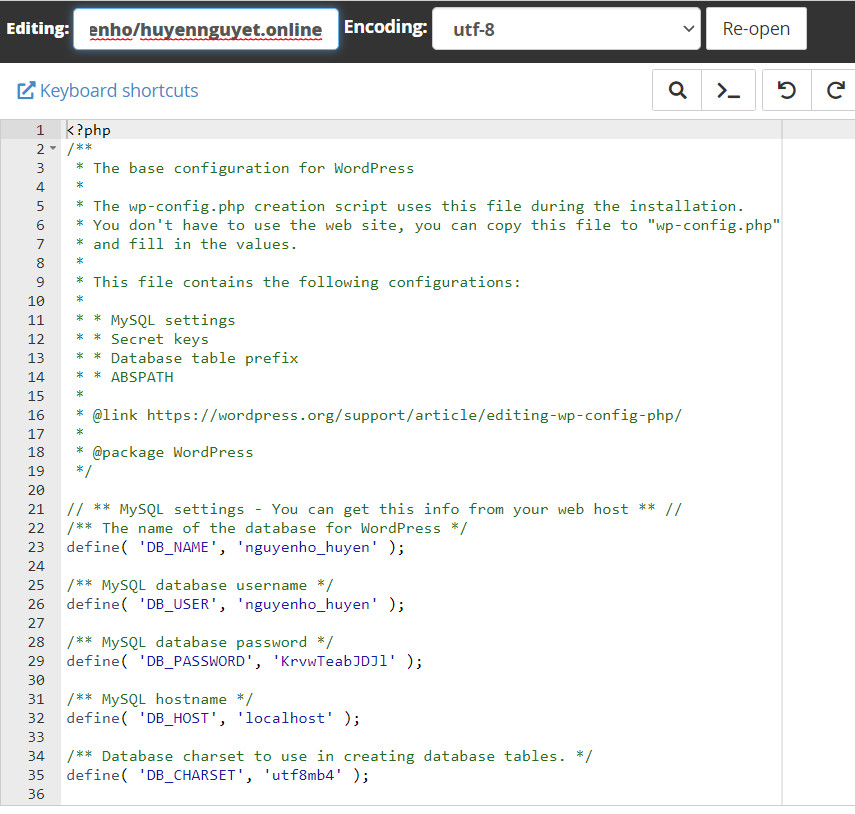 Editing: enho/huyennguyet.online Encoding: utf-8 Re-open
Keyboard shortcuts
1 <?php
2 /**
3  * The base configuration for WordPress
4  *
5  * The wp-config.php creation script uses this file during the installation.
6  * You don't have to use the web site, you can copy this file to "wp-config.php"
7  * and fill in the values.
8  *
9  * This file contains the following configurations:
10  *
11  * * MySQL settings
12  * * Secret keys
13  * * Database table prefix
14  * * ABSPATH
15  *
16  * @link https://wordpress.org/support/article/editing-wp-config-php/
17  *
18  * @package WordPress
19  */
20
21 // ** MySQL settings - You can get this info from your web host ** //
22 /** The name of the database for WordPress */
23 define( 'DB_NAME', 'nguyenho_huyen' );
24
25 /** MySQL database username */
26 define( 'DB_USER', 'nguyenho_huyen' );
27
28 /** MySQL database password */
29 define( 'DB_PASSWORD', 'KrvwTeabJDJl' );
30
31 /** MySQL hostname */
32 define( 'DB_HOST', 'localhost' );
33
34 /** Database charset to use in creating database tables. */
35 define( 'DB_CHARSET', 'utf8mb4' );
36